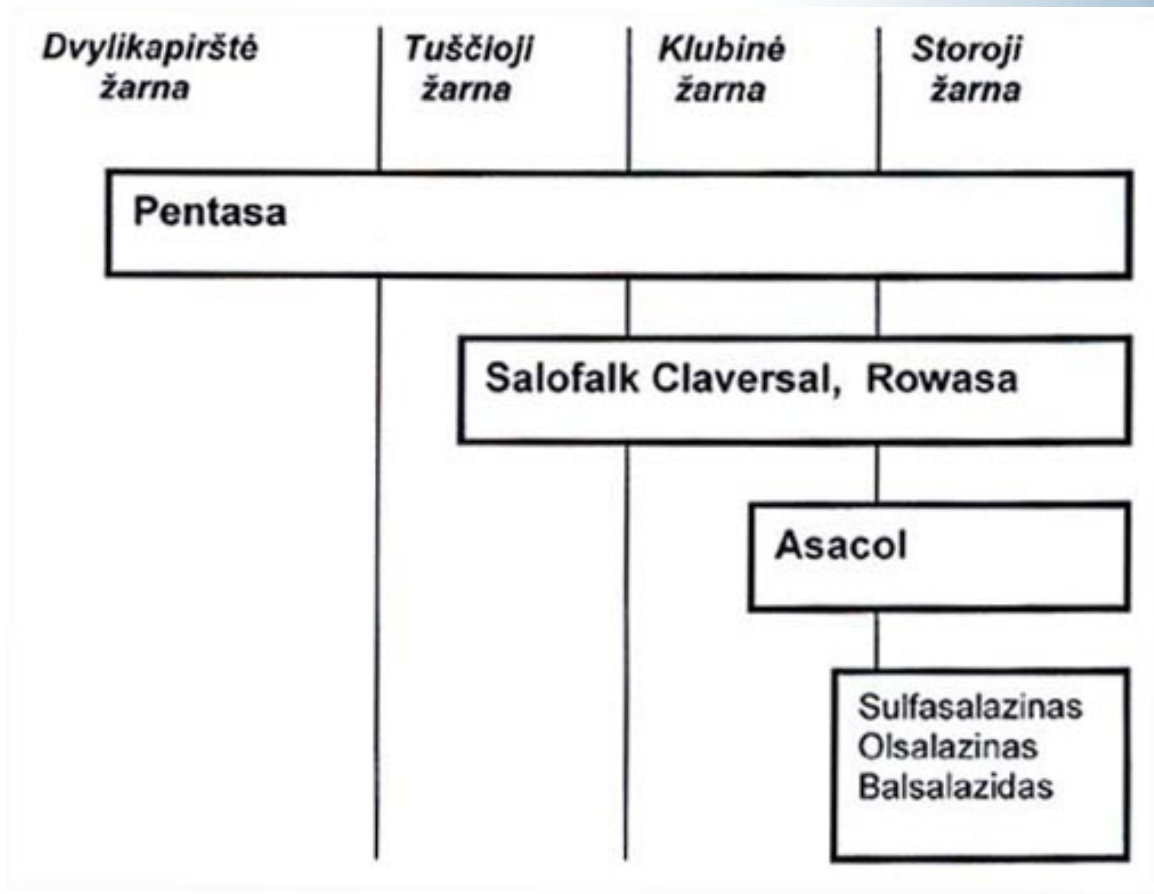 Dvylikapirštė
žarna
Tuščioji
žarna
Klubinė
žarna
Storoji
žarna
Pentasa
Salofalk Claversal, Rowasa
Asacol
Sulfasalazinas
Olsalazinas
Balsalazidas